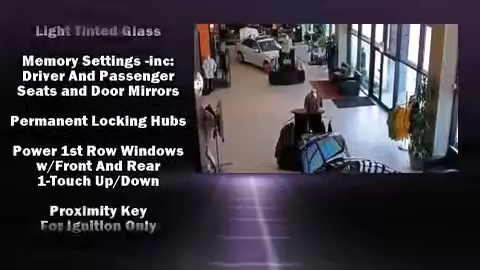 Light Tinted Glass
Memory Settings -inc:
Driver And Passenger
Seats and Door Mirrors
Permanent Locking Hubs
Power 1st Row Windows
w/Front And Rear
1-Touch Up/Down
Proximity Key
For Ignition Only